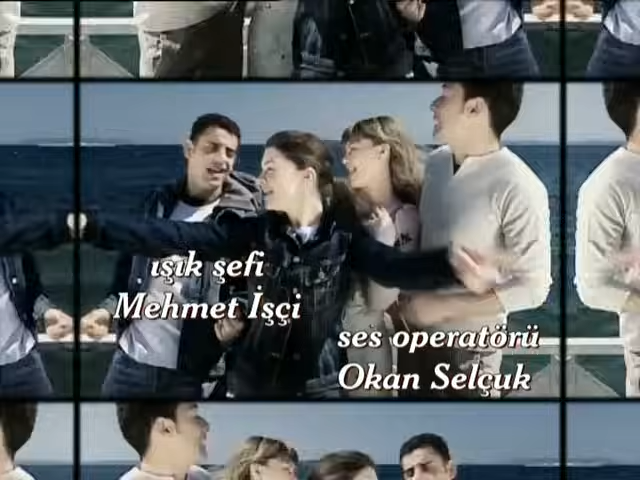 ışık şefi
Mehmet İşçi
ses operatörü
Okan Selçuk